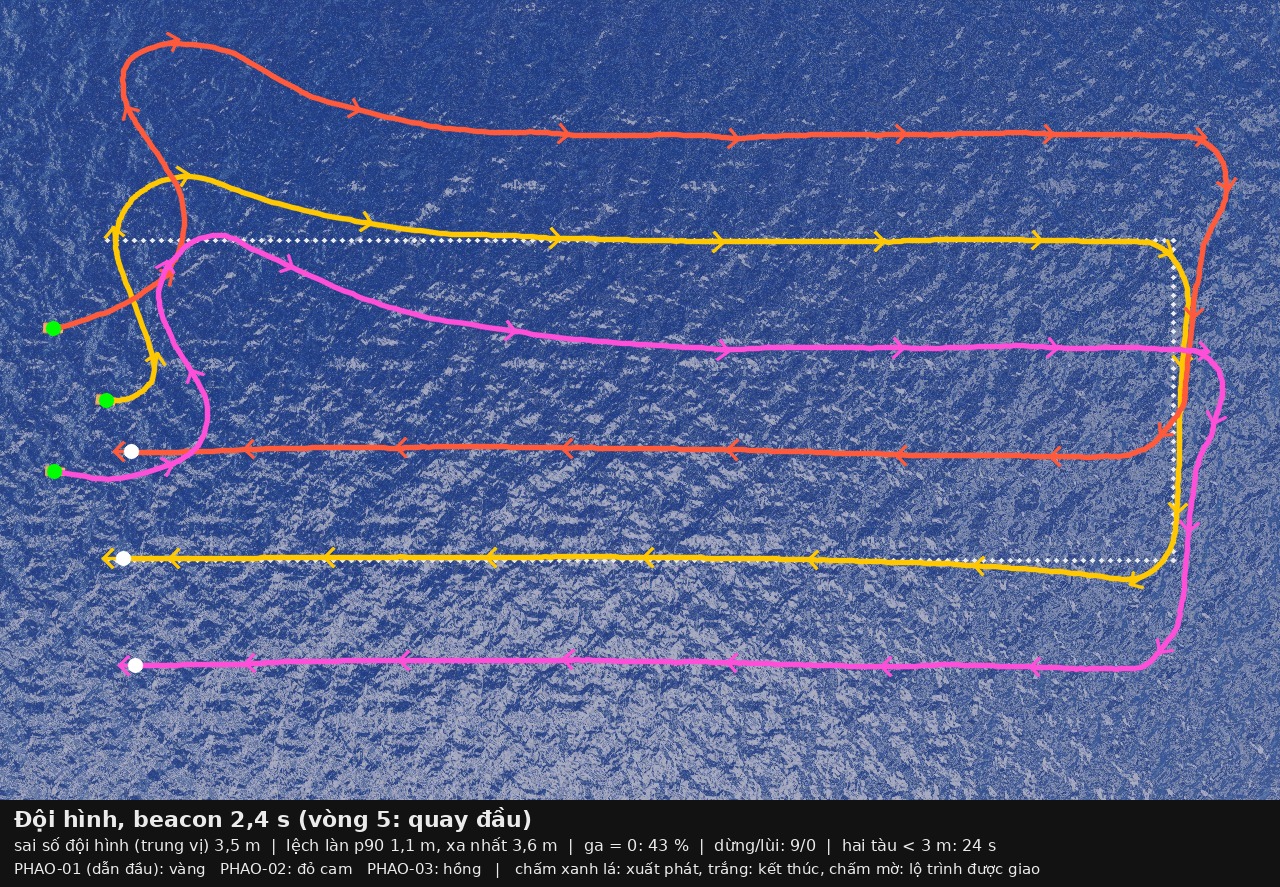 Đội hình, beacon 2,4 s (vòng 5: quay đầu)
sai số đội hình (trung vị) 3,5 m | lệch làn p90 1,1 m, xa nhất 3,6 m | ga = 0: 43 % | dừng/lùi: 9/0 | hai tàu < 3 m: 24 s
PHAO-01 (dẫn đầu): vàng PHAO-02: đỏ cam PHAO-03: hồng | chấm xanh lá: xuất phát, trắng: kết thúc, chấm mờ: lộ trình được giao